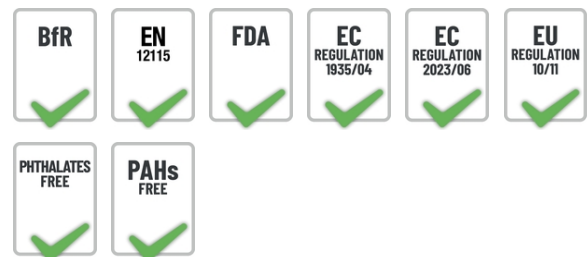 BfR
EN
12115
FDA
EC
REGULATION
1935/04
EC
REGULATION
2023/06
EU
REGULATION
10/11
PHTHALATES
FREE
PAHs
FREE